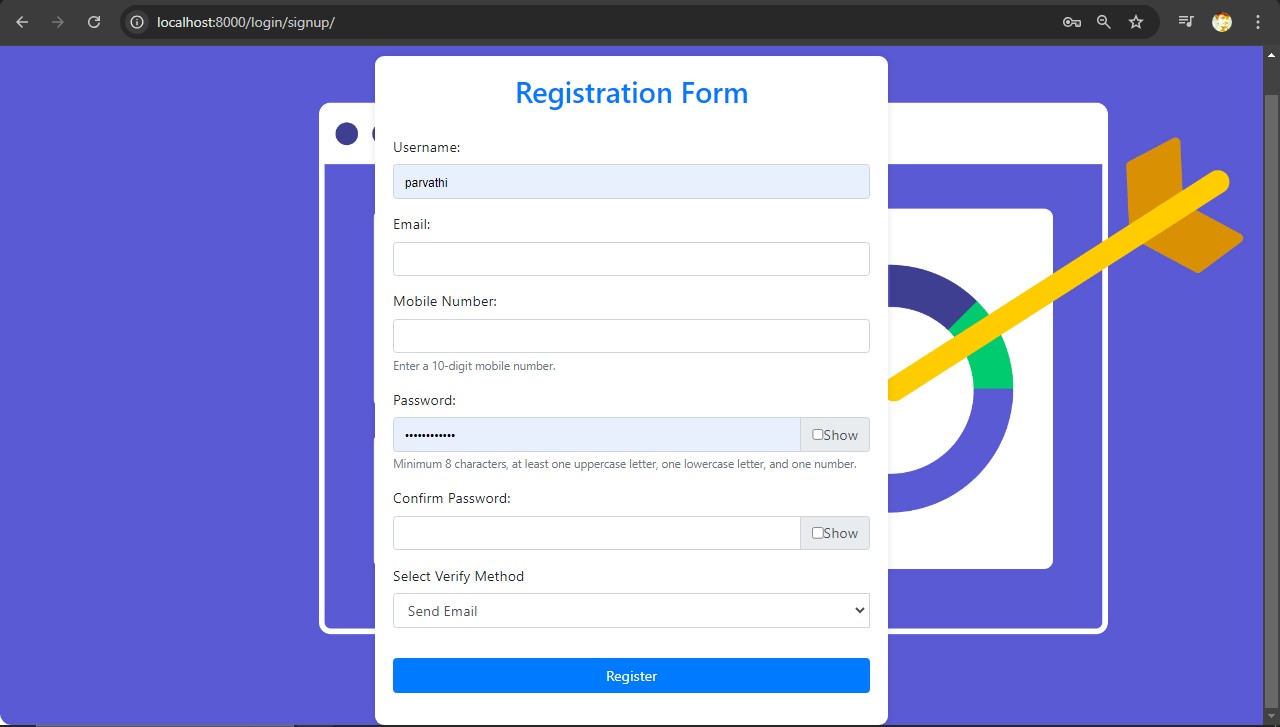 localhost:8000/login/signup/
Registration Form
Username:
parvathi
Email:
Mobile Number:
Enter a 10-digit mobile number.
Password:
••••••••••••
Show
Minimum 8 characters, at least one uppercase letter, one lowercase letter, and one number.
Confirm Password:
Show
Select Verify Method
Send Email
Register